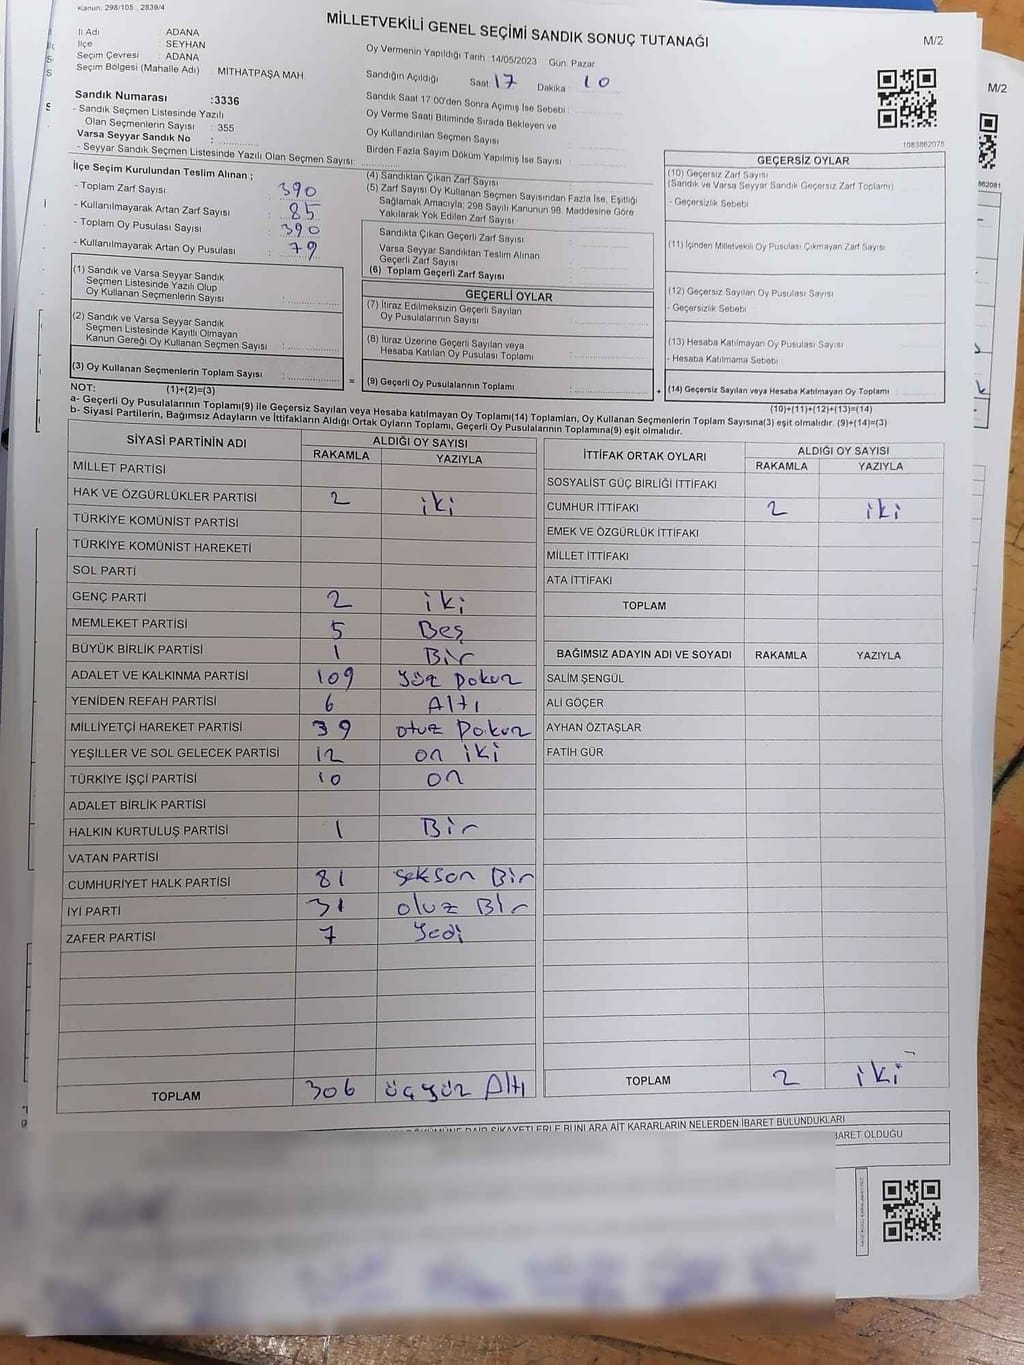 Kanun: 298/105 2839/4
MİLLETVEKİLİ GENEL SEÇİMİ SANDIK SONUÇ TUTANAĞI
M/2
İl Adı : ADANA
İlçe : SEYHAN
Seçim Çevresi : ADANA
Seçim Bölgesi (Mahalle Adı) : MİTHATPAŞA MAH.
Sandık Numarası :3336
- Sandık Seçmen Listesinde Yazılı
Olan Seçmenlerin Sayısı : 355
Varsa Seyyar Sandık No :
- Seyyar Sandık Seçmen Listesinde Yazılı Olan Seçmen Sayısı:
Oy Vermenin Yapıldığı Tarih :14/05/2023 Gün: Pazar
Sandığın Açıldığı Saat 17 Dakika : 10
Sandık Saat 17:00'den Sonra Açımış İse Sebebi :
Oy Verme Saati Bitiminde Sırada Bekleyen ve
Oy Kullandırılan Seçmen Sayısı
Birden Fazla Sayım Döküm Yapılmış İse Sayısı :
1083862075
M/2
İlçe Seçim Kurulundan Teslim Alınan ;
- Toplam Zarf Sayısı : 390
- Kullanılmayarak Artan Zarf Sayısı : 85
- Toplam Oy Pusulası Sayısı : 390
- Kullanılmayarak Artan Oy Pusulası : 79
(1) Sandık ve Varsa Seyyar Sandık
Seçmen Listesinde Yazılı Olup
Oy Kullanan Seçmenlerin Sayısı :
(2) Sandık ve Varsa Seyyar Sandık
Seçmen Listesinde Kayıtlı Olmayan
Kanun Gereği Oy Kullanan Seçmen Sayısı :
(3) Oy Kullanan Seçmenlerin Toplam Sayısı :
(1)+(2)=(3)
(4) Sandıktan Çıkan Zarf Sayısı :
(5) Zarf Sayısı Oy Kullanan Seçmen Sayısından Fazla İse, Eşitliği
Sağlamak Amacıyla; 298 Sayılı Kanunun 98. Maddesine Göre
Yakılarak Yok Edilen Zarf Sayısı
Sandıkta Çıkan Geçerli Zarf Sayısı :
Varsa Seyyar Sandıktan Teslim Alınan
Geçerli Zarf Sayısı :
(6) Toplam Geçerli Zarf Sayısı :
GEÇERLİ OYLAR
(7) İtiraz Edilmeksizin Geçerli Sayılan
Oy Pusulalarının Sayısı :
(8) İtiraz Üzerine Geçerli Sayılan veya
Hesaba Katılan Oy Pusulası Toplamı :
= (9) Geçerli Oy Pusulalarının Toplamı :
GEÇERSİZ OYLAR
(10) Geçersiz Zarf Sayısı :
(Sandık ve Varsa Seyyar Sandık Geçersiz Zarf Toplamı)
- Geçersizlik Sebebi
(11) İçinden Milletvekili Oy Pusulası Çıkmayan Zarf Sayısı
(12) Geçersiz Sayılan Oy Pusulası Sayısı
- Geçersizlik Sebebi :
(13) Hesaba Katılmayan Oy Pusulası Sayısı
- Hesaba Katılmama Sebebi
+ (14) Geçersiz Sayılan veya Hesaba Katılmayan Oy Toplamı :
(10)+(11)+(12)+(13)=(14)
NOT:
a- Geçerli Oy Pusulalarının Toplamı(9) ile Geçersiz Sayılan veya Hesaba katılmayan Oy Toplamı(14) Toplamları, Oy Kullanan Seçmenlerin Toplam Sayısına(3) eşit olmalıdır. (9)+(14)=(3)
b- Siyasi Partilerin, Bağımsız Adayların ve İttifakların Aldığı Ortak Oyların Toplamı, Geçerli Oy Pusulalarının Toplamına(9) eşit olmalıdır.
SİYASİ PARTİNİN ADI ALDIĞI OY SAYISI
RAKAMLA YAZIYLA
MİLLET PARTİSİ
HAK VE ÖZGÜRLÜKLER PARTİSİ 2 iki
TÜRKİYE KOMÜNİST PARTİSİ
TÜRKİYE KOMÜNİST HAREKETİ
SOL PARTİ
GENÇ PARTİ 2 iki
MEMLEKET PARTİSİ 5 Beş
BÜYÜK BİRLİK PARTİSİ 1 Bir
ADALET VE KALKINMA PARTİSİ 109 yüz Dokuz
YENİDEN REFAH PARTİSİ 6 Altı
MİLLİYETÇİ HAREKET PARTİSİ 39 otuz Dokuz
YEŞİLLER VE SOL GELECEK PARTİSİ 12 on iki
TÜRKİYE İŞÇİ PARTİSİ 10 on
ADALET BİRLİK PARTİSİ
HALKIN KURTULUŞ PARTİSİ 1 Bir
VATAN PARTİSİ
CUMHURİYET HALK PARTİSİ 81 seksen Bir
İYİ PARTİ 31 otuz Bir
ZAFER PARTİSİ 7 yedi
TOPLAM 306 üçyüz Altı
İTTİFAK ORTAK OYLARI ALDIĞI OY SAYISI
RAKAMLA YAZIYLA
SOSYALİST GÜÇ BİRLİĞİ İTTİFAKI
CUMHUR İTTİFAKI 2 iki
EMEK VE ÖZGÜRLÜK İTTİFAKI
MİLLET İTTİFAKI
ATA İTTİFAKI
TOPLAM
BAĞIMSIZ ADAYIN ADI VE SOYADI RAKAMLA YAZIYLA
SALİM ŞENGÜL
ALİ GÖÇER
AYHAN ÖZTAŞLAR
FATİH GÜR
TOPLAM 2 iki
DAİR ŞİKAYETLERLE BUNLARA AİT KARARLARIN NELERDEN İBARET BULUNDUKLARI
İBARET OLDUĞU